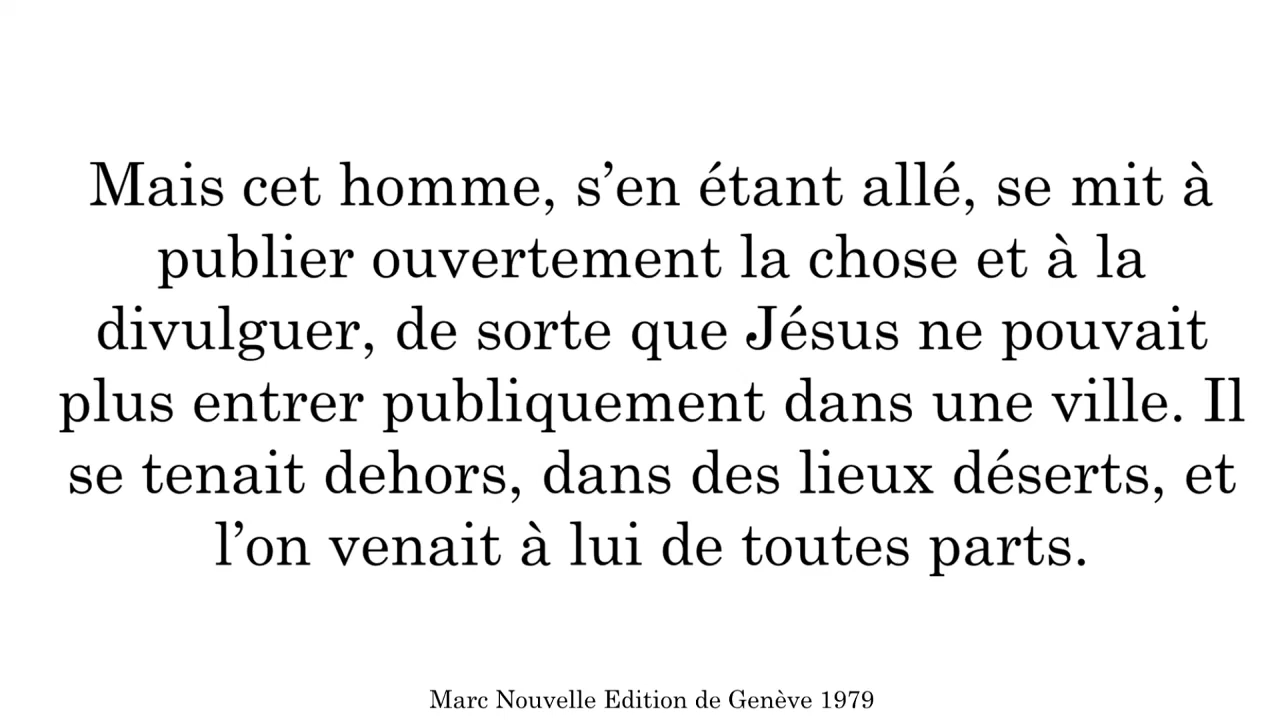 Mais cet homme, s’en étant allé, se mit à
publier ouvertement la chose et à la
divulguer, de sorte que Jésus ne pouvait
plus entrer publiquement dans une ville. Il
se tenait dehors, dans des lieux déserts, et
l’on venait à lui de toutes parts.
Marc Nouvelle Edition de Genève 1979